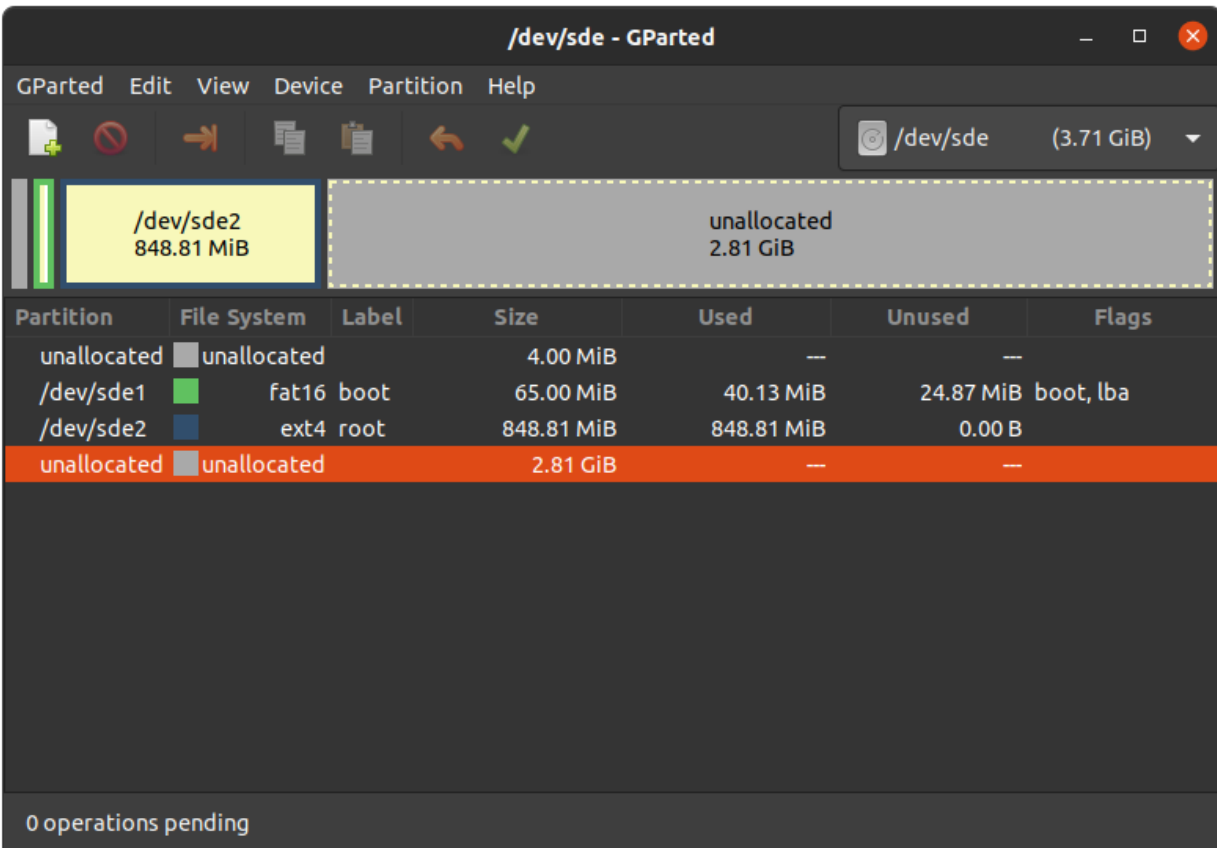 /dev/sde - GParted
GParted Edit View Device Partition Help
/dev/sde (3.71 GiB)
/dev/sde2
848.81 MiB
unallocated
2.81 GiB
Partition File System Label Size Used Unused Flags
unallocated unallocated 4.00 MiB --- ---
/dev/sde1 fat16 boot 65.00 MiB 40.13 MiB 24.87 MiB boot, lba
/dev/sde2 ext4 root 848.81 MiB 848.81 MiB 0.00 B
unallocated unallocated 2.81 GiB --- ---
0 operations pending